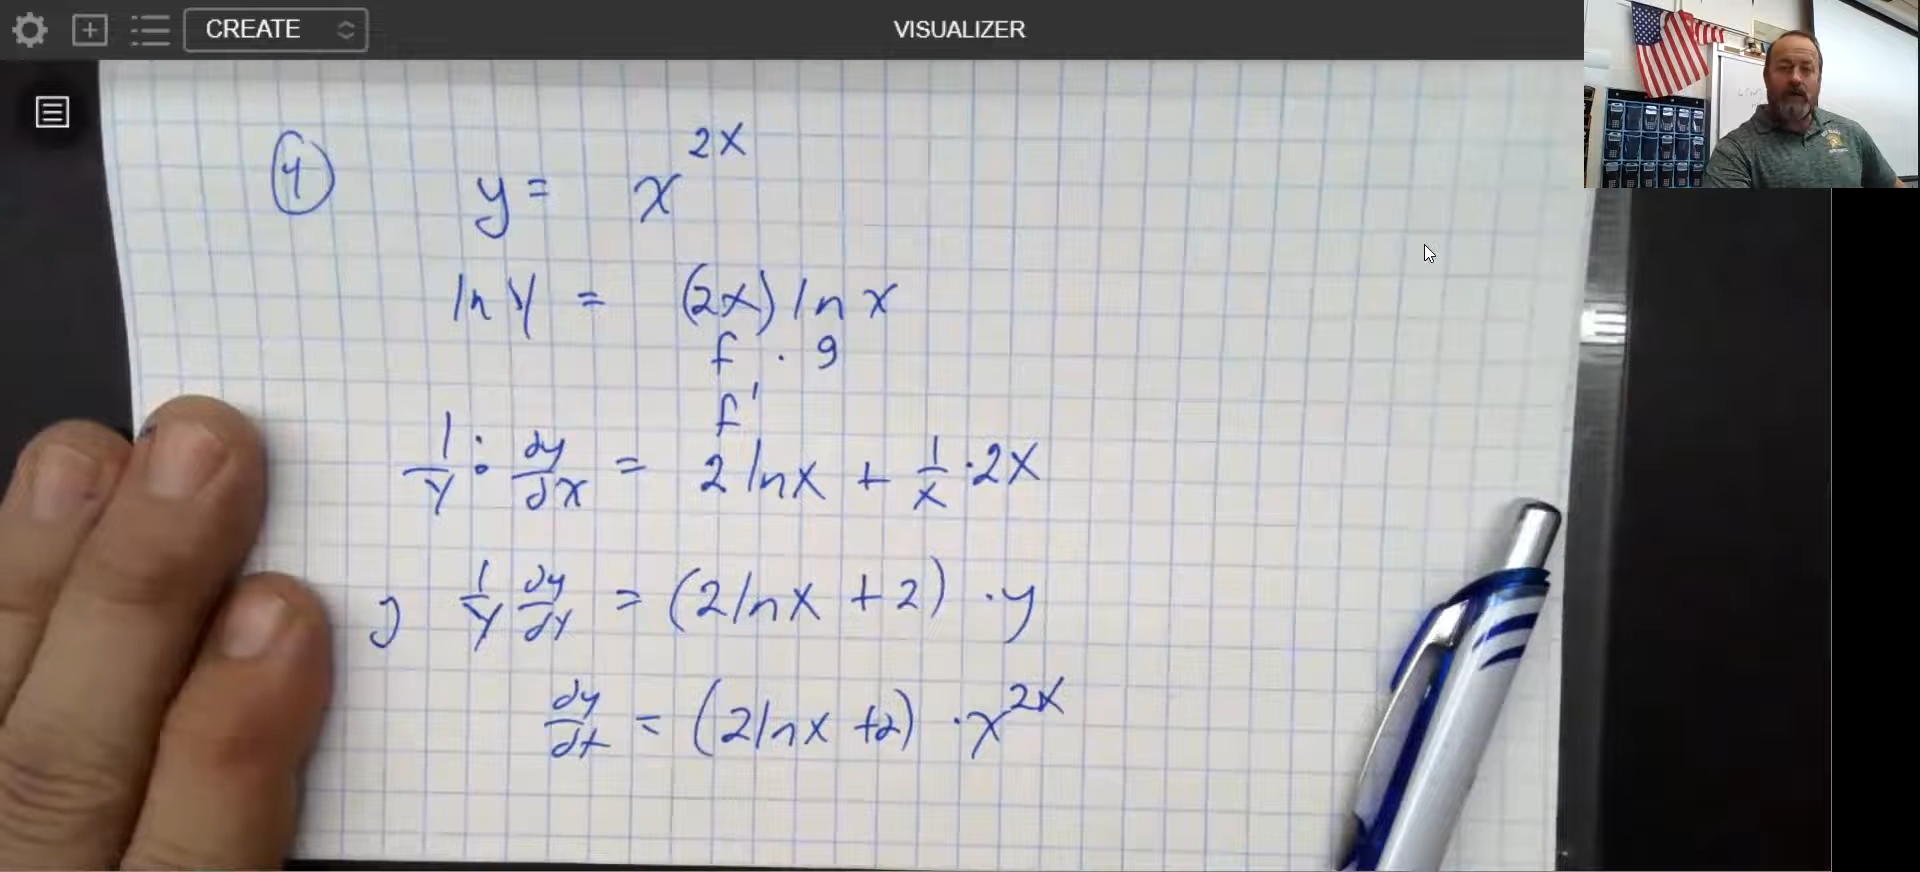 CREATE
VISUALIZER
4
y = x^{2x}
ln y = (2x) ln x
f · g
f'
1/y · dy/dx = 2 ln x + 1/x · 2x
y 1/y dy/dy = (2 ln x + 2) · y
dy/dx = (2 ln x + 2) · x^{2x}